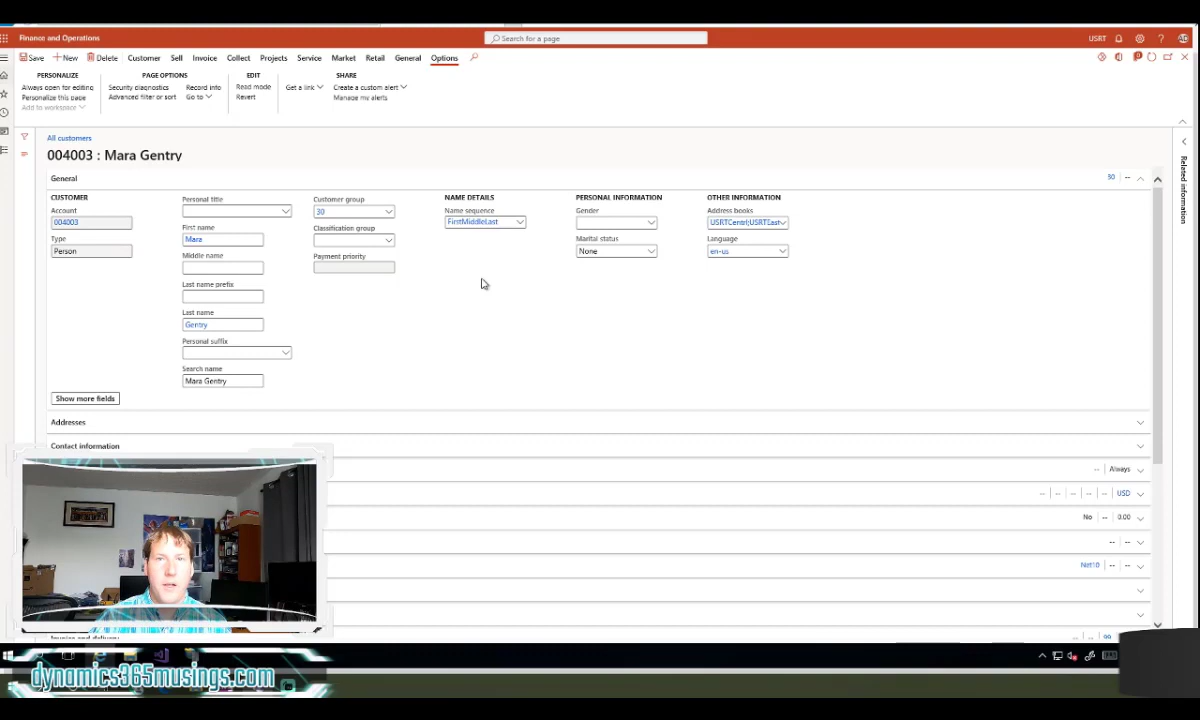 Finance and Operations
Search for a page
USRT
Save
New
Delete
Customer
Sell
Invoice
Collect
Projects
Service
Market
Retail
General
Options
PERSONALIZE
Always open for editing
Personalize this page
Add to workspace
PAGE OPTIONS
Security diagnostics
Advanced filter or sort
Record info
Go to
EDIT
Read mode
Revert
SHARE
Get a link
Create a custom alert
Manage my alerts
All customers
004003 : Mara Gentry
General
30 --
CUSTOMER
Account
004003
Type
Person
Personal title
First name
Mara
Middle name
Last name prefix
Last name
Gentry
Personal suffix
Search name
Mara Gentry
Customer group
30
Classification group
Payment priority
NAME DETAILS
Name sequence
FirstMiddleLast
PERSONAL INFORMATION
Gender
Marital status
None
OTHER INFORMATION
Address books
USRTCentrl;USRTEast
Language
en-us
Show more fields
Related information
Addresses
Contact information
-- Always
-- -- -- -- -- USD
No -- 0.00
-- --
Net10 -- --
Invoice and delivery
dynamics365musings.com